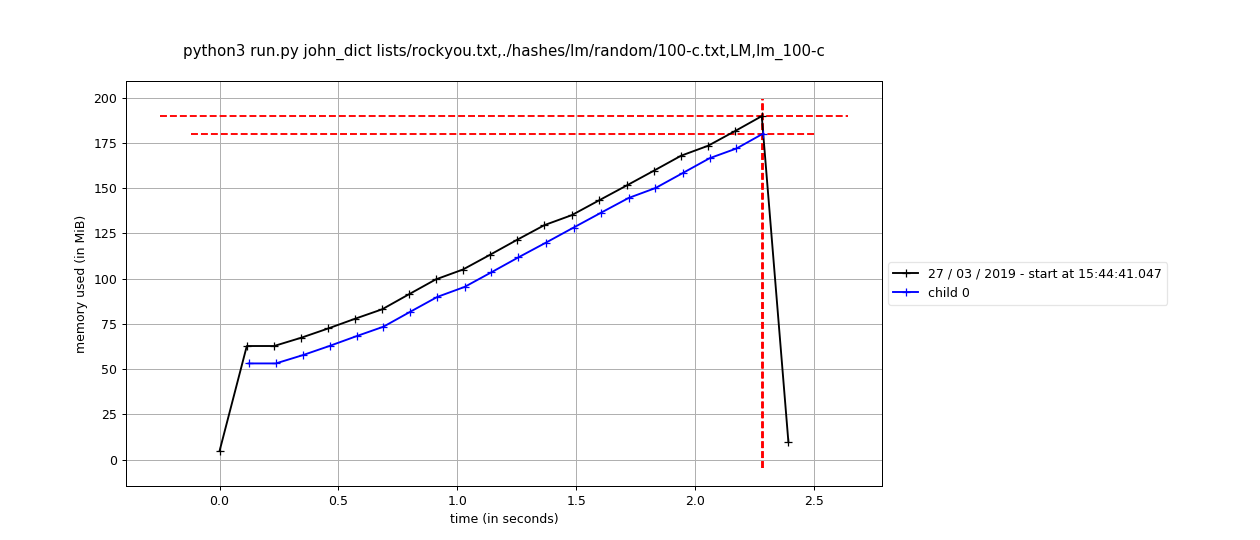 python3 run.py john_dict lists/rockyou.txt,./hashes/lm/random/100-c.txt,LM,lm_100-c
200
175
150
125
100
75
50
25
0
memory used (in MiB)
0.0 0.5 1.0 1.5 2.0 2.5
time (in seconds)
27 / 03 / 2019 - start at 15:44:41.047
child 0